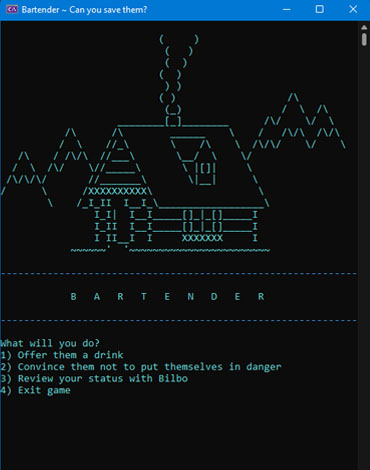 Bartender ~ Can you save them?
B A R T E N D E R
What will you do?
1) Offer them a drink
2) Convince them not to put themselves in danger
3) Review your status with Bilbo
4) Exit game